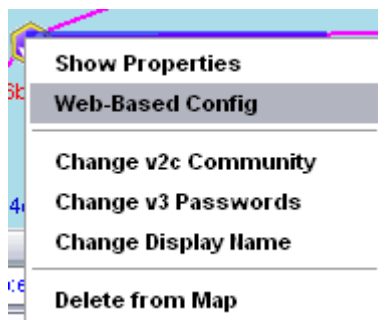 Show Properties
Web-Based Config
Change v2c Community
Change v3 Passwords
Change Display Name
Delete from Map